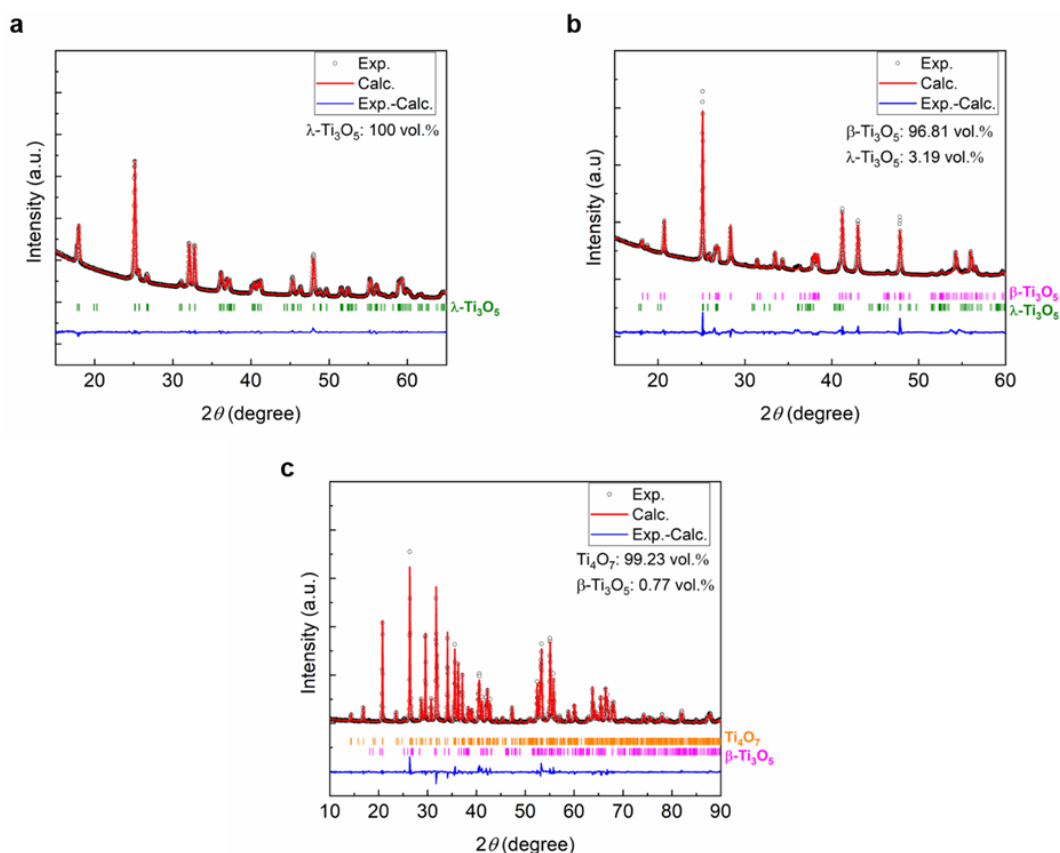 a
Exp.
Calc.
Exp.-Calc.
λ-Ti₃O₅: 100 vol.%
Intensity (a.u.)
λ-Ti₃O₅
20 30 40 50 60
2θ (degree)
b
Exp.
Calc.
Exp.-Calc.
β-Ti₃O₅: 96.81 vol.%
λ-Ti₃O₅: 3.19 vol.%
Intensity (a.u)
β-Ti₃O₅
λ-Ti₃O₅
20 30 40 50 60
2θ (degree)
c
Exp.
Calc.
Exp.-Calc.
Ti₄O₇: 99.23 vol.%
β-Ti₃O₅: 0.77 vol.%
Intensity (a.u.)
Ti₄O₇
β-Ti₃O₅
10 20 30 40 50 60 70 80 90
2θ (degree)